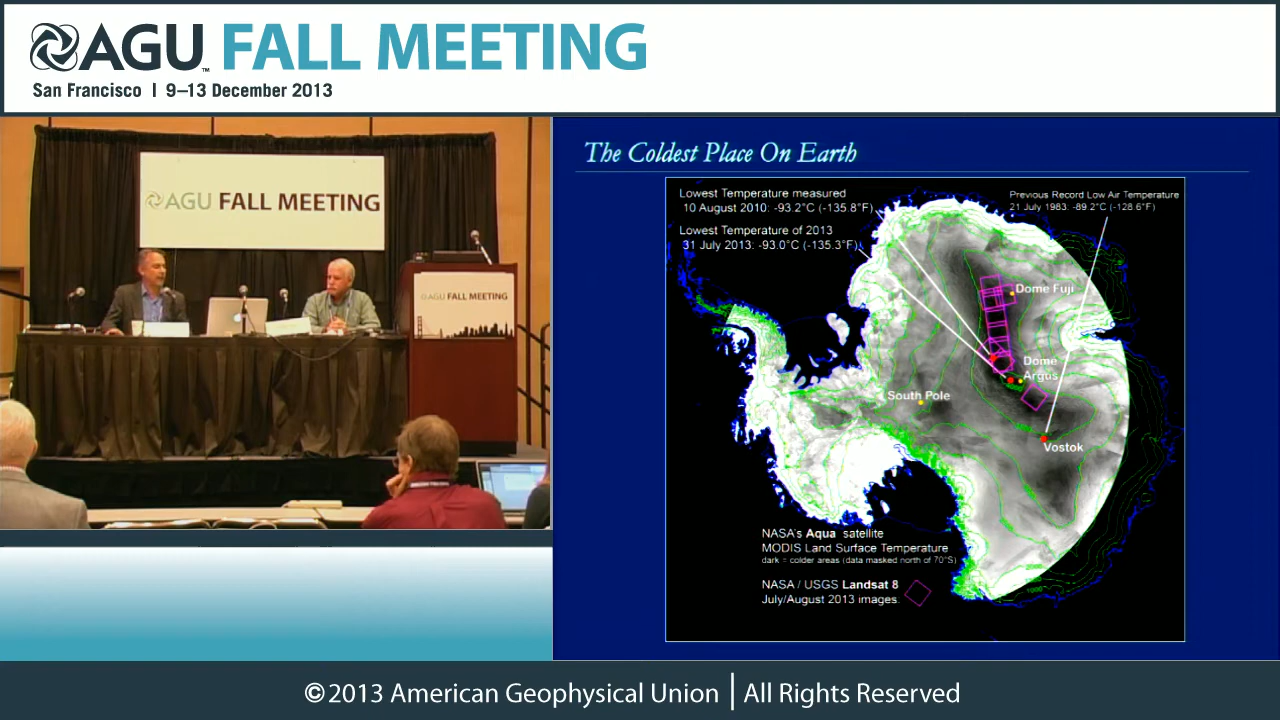 AGU™ FALL MEETING
San Francisco | 9–13 December 2013
AGU FALL MEETING
AGU FALL MEETING
The Coldest Place On Earth
Lowest Temperature measured
10 August 2010: -93.2°C (-135.8°F)
Lowest Temperature of 2013
31 July 2013: -93.0°C (-135.3°F)
Previous Record Low Air Temperature
21 July 1983: -89.2°C (-128.6°F)
Dome Fuji
Dome
Argus
South Pole
Vostok
NASA's Aqua satellite
MODIS Land Surface Temperature
dark = colder areas (data masked north of 70°S)
NASA / USGS Landsat 8
July/August 2013 images.
©2013 American Geophysical Union | All Rights Reserved